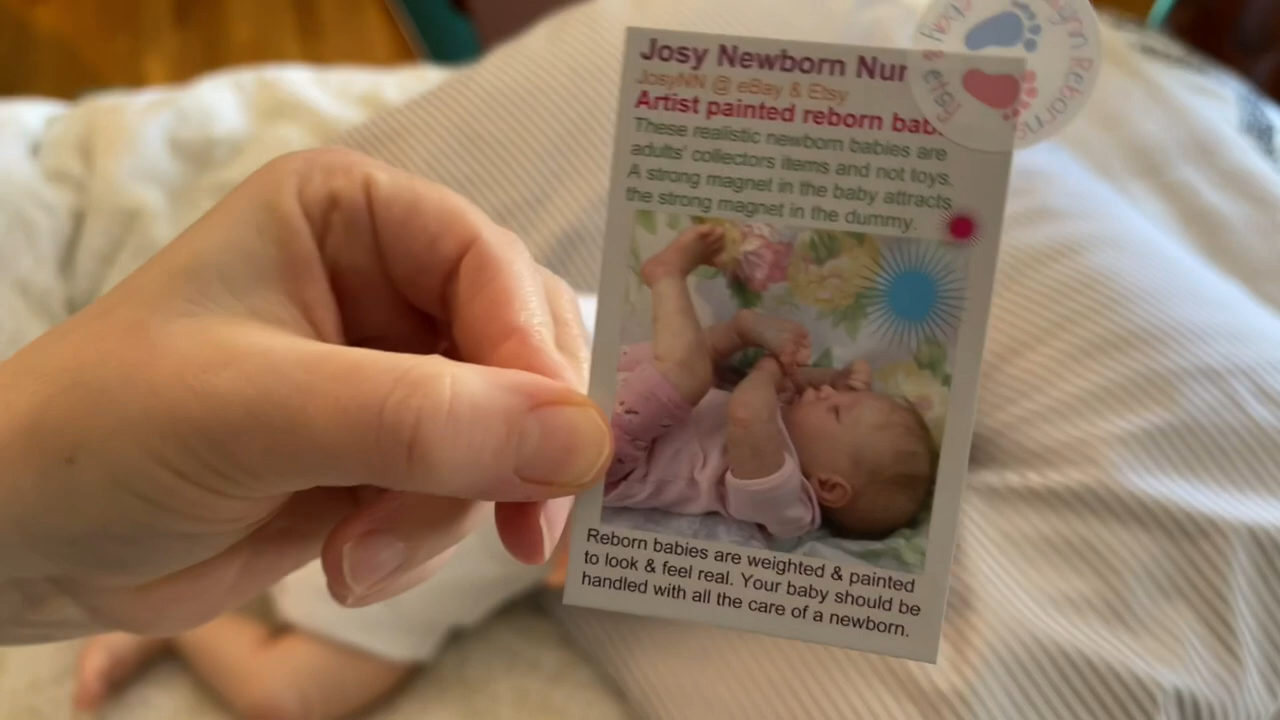 Josy Newborn Nur
JosyNN @ eBay & Etsy
Artist painted reborn bab
These realistic newborn babies are
adults' collectors items and not toys.
A strong magnet in the baby attracts
the strong magnet in the dummy.
Reborn babies are weighted & painted
to look & feel real. Your baby should be
handled with all the care of a newborn.
Reborns
& etsy